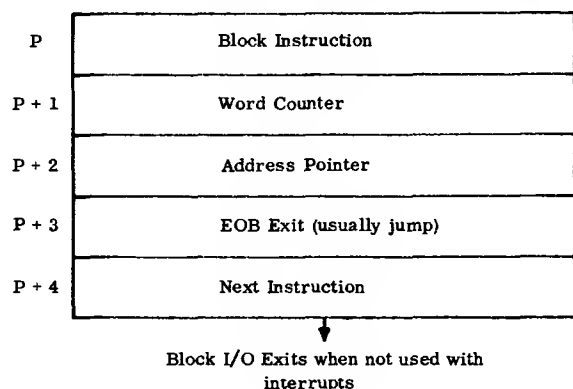 P Block Instruction
P + 1 Word Counter
P + 2 Address Pointer
P + 3 EOB Exit (usually jump)
P + 4 Next Instruction
Block I/O Exits when not used with
interrupts